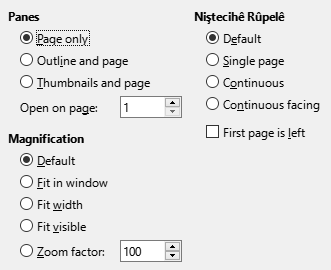 Panes
Page only
Outline and page
Thumbnails and page
Open on page: 1
Magnification
Default
Fit in window
Fit width
Fit visible
Zoom factor: 100
Niştecihê Rûpelê
Default
Single page
Continuous
Continuous facing
First page is left